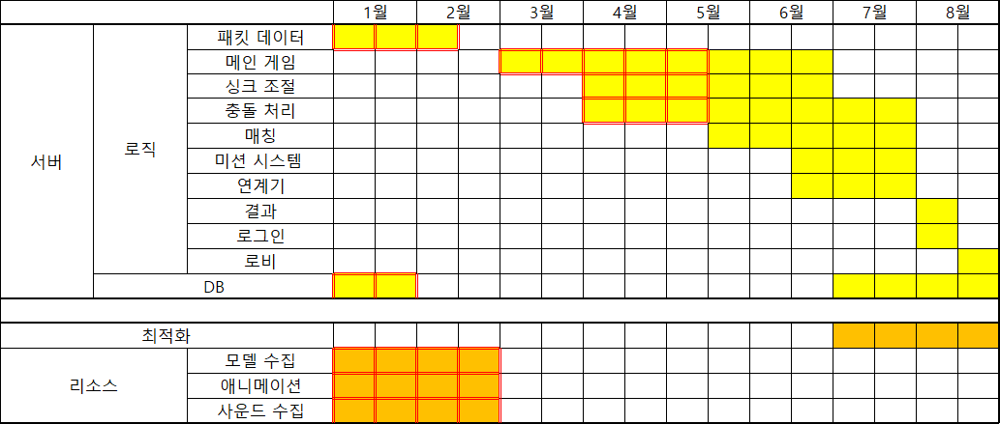 1월 2월 3월 4월 5월 6월 7월 8월
서버
로직
패킷 데이터
메인 게임
싱크 조절
충돌 처리
매칭
미션 시스템
연계기
결과
로그인
로비
DB
최적화
리소스
모델 수집
애니메이션
사운드 수집